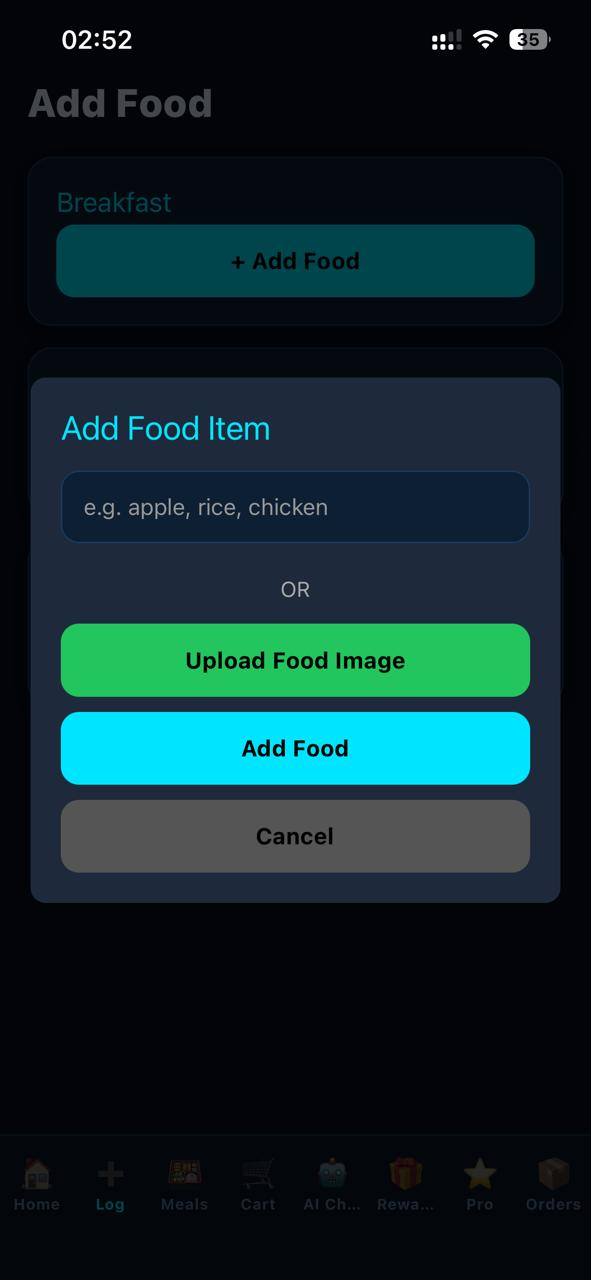 02:52
35
Add Food
Breakfast
+ Add Food
Add Food Item
e.g. apple, rice, chicken
OR
Upload Food Image
Add Food
Cancel
Home Log Meals Cart AI Ch... Rewa... Pro Orders